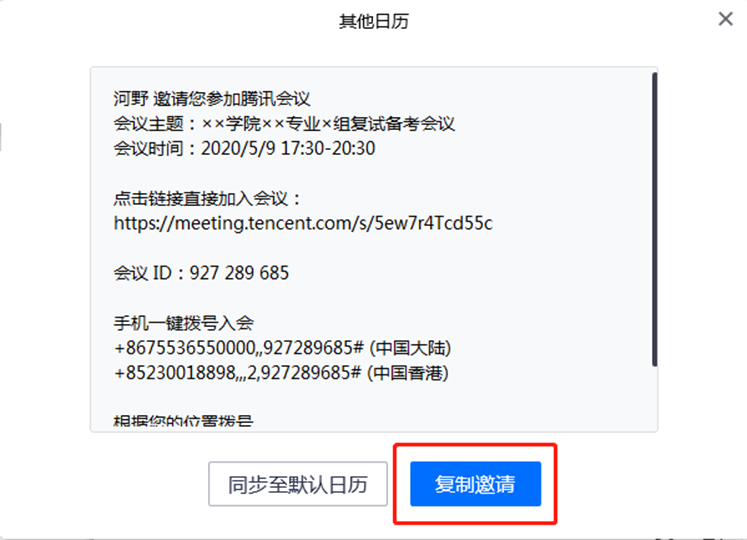 其他日历
河野 邀请您参加腾讯会议
会议主题：××学院××专业×组复试备考会议
会议时间：2020/5/9 17:30-20:30
点击链接直接加入会议：
https://meeting.tencent.com/s/5ew7r4Tcd55c
会议 ID：927 289 685
手机一键拨号入会
+8675536550000,,927289685# (中国大陆)
+85230018898,,,2,927289685# (中国香港)
根据您的位置拨号
同步至默认日历
复制邀请